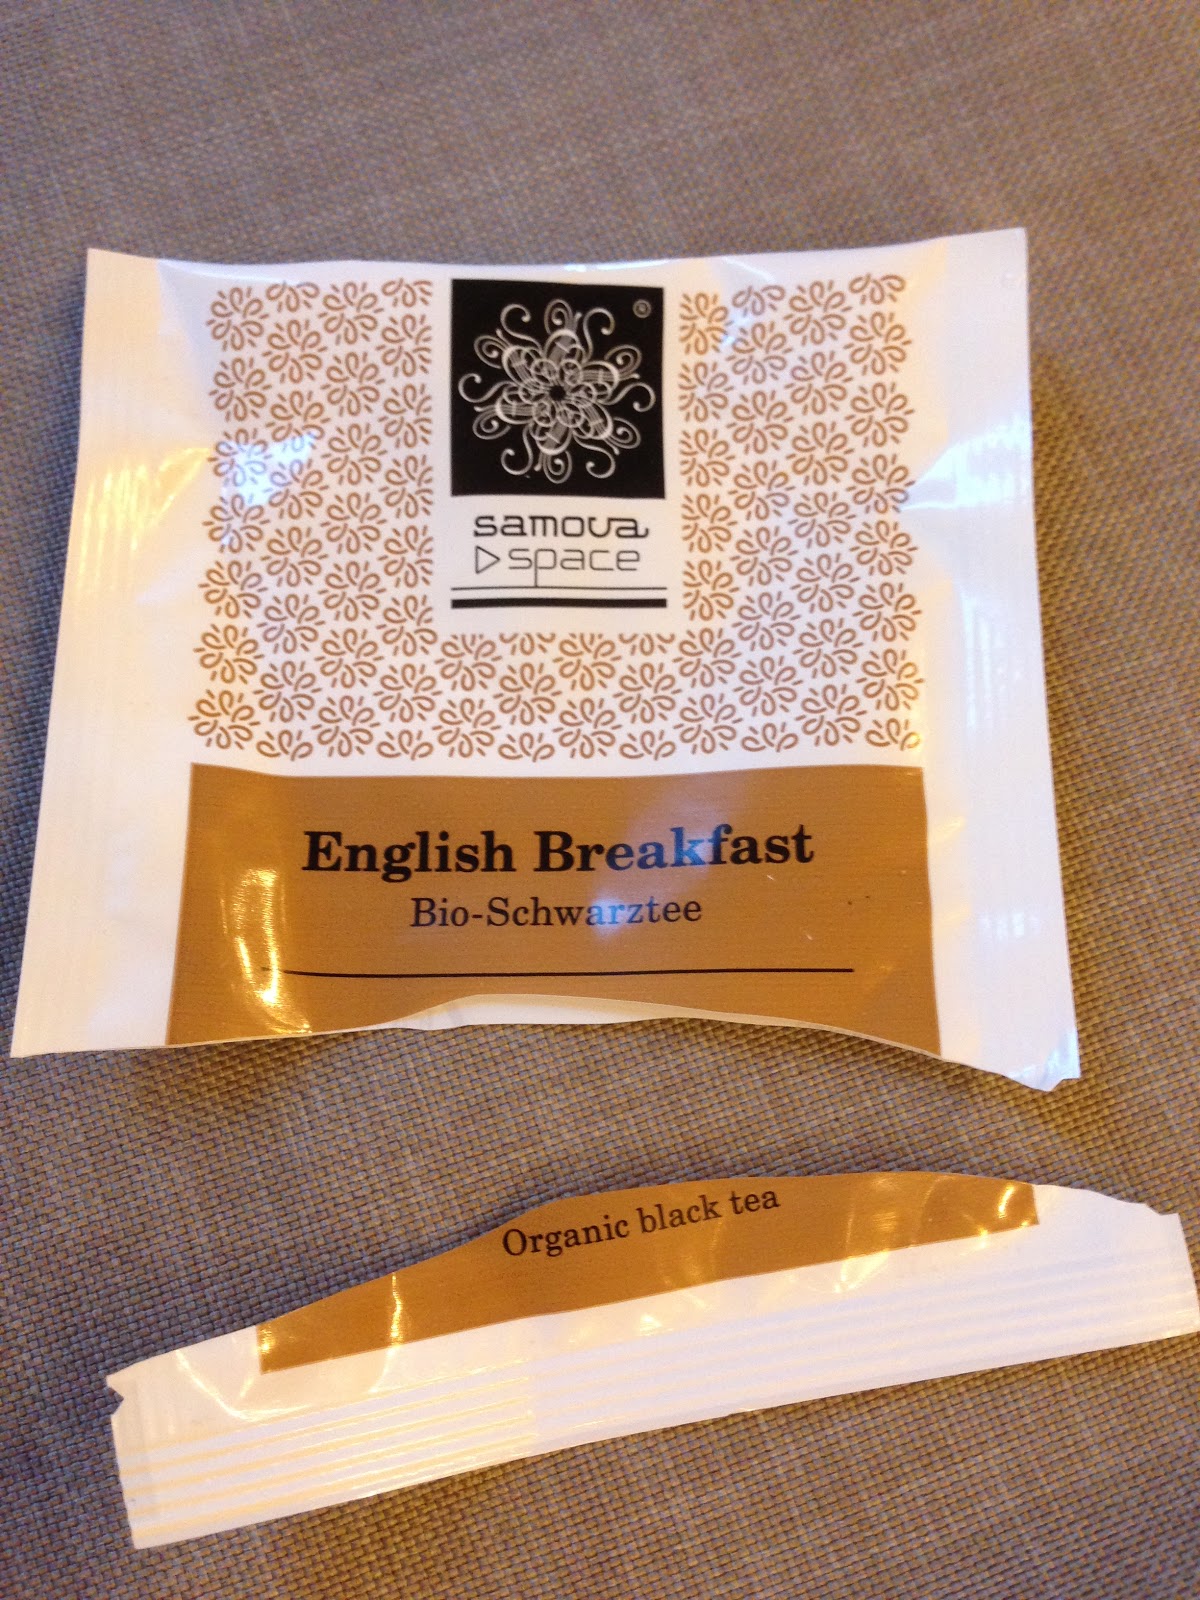 ®
samova
space
English Breakfast
Bio-Schwarztee
Organic black tea